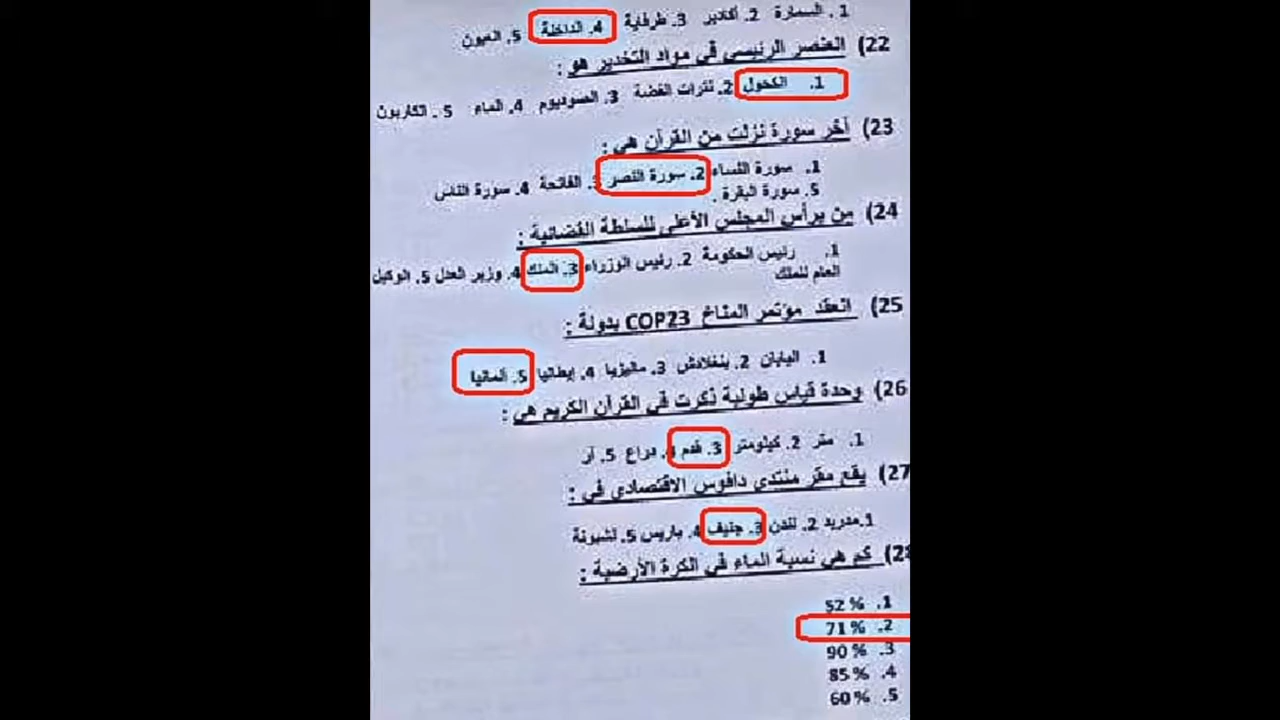 1. السمارة 2. أكادير 3. طرفاية 4. الداخلة 5. العيون
22) العنصر الرئيسي في مواد التخدير هو :
1. الكحول 2. نترات الفضة 3. الصوديوم 4. الماء 5. الكاربون
23) آخر سورة نزلت من القرآن هي :
1. سورة النساء 2. سورة النصر 3. الفاتحة 4. سورة الناس
5. سورة البقرة .
24) من يرأس المجلس الأعلى للسلطة القضائية :
1. رئيس الحكومة 2. رئيس الوزراء 3. الملك 4. وزير العدل 5. الوكيل
العام للملك
25) انعقد مؤتمر المناخ COP23 بدولة :
1. اليابان 2. بنغلادش 3. ماليزيا 4. إيطاليا 5. ألمانيا
26) وحدة قياس طولية ذكرت في القرآن الكريم هي :
1. متر 2. كيلومتر 3. قدم 4. دراع 5. آر
27) يقع مقر منتدى دافوس الاقتصادي في :
1.مدريد 2. لندن 3. جنيف 4. باريس 5. لشبونة
28) كم هي نسبة الماء في الكرة الأرضية :
1. 52%
2. 71%
3. 90%
4. 85%
5. 60%